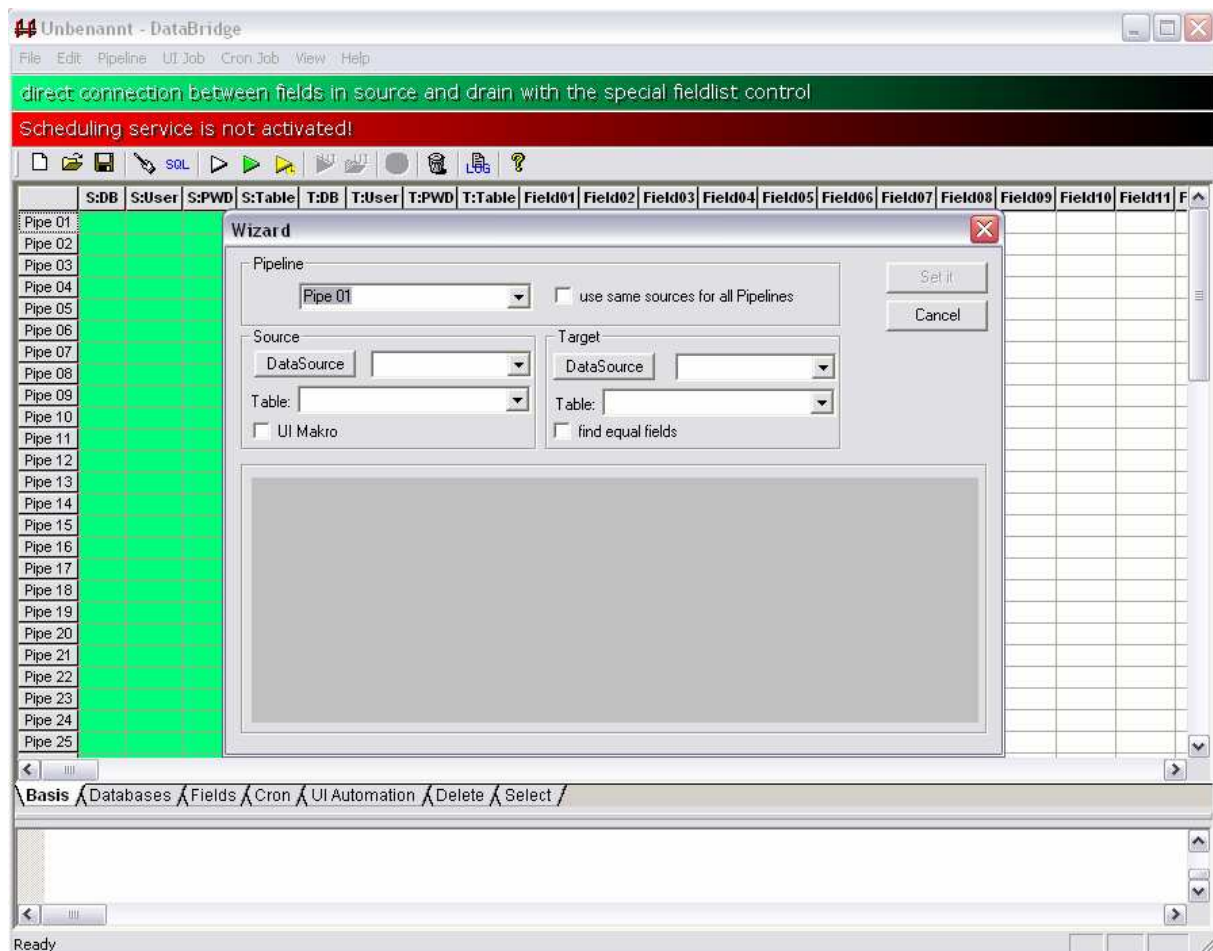 Unbenannt - DataBridge
File Edit Pipeline UI Job Cron Job View Help
direct connection between fields in source and drain with the special fieldlist control
Scheduling service is not activated!
SQL UI UI LOG ?
S:DB S:User S:PWD S:Table T:DB T:User T:PWD T:Table Field01 Field02 Field03 Field04 Field05 Field06 Field07 Field08 Field09 Field10 Field11 F
Pipe 01
Pipe 02
Pipe 03
Pipe 04
Pipe 05
Pipe 06
Pipe 07
Pipe 08
Pipe 09
Pipe 10
Pipe 11
Pipe 12
Pipe 13
Pipe 14
Pipe 15
Pipe 16
Pipe 17
Pipe 18
Pipe 19
Pipe 20
Pipe 21
Pipe 22
Pipe 23
Pipe 24
Pipe 25
Wizard
Pipeline
Pipe 01
use same sources for all Pipelines
Set it
Cancel
Source
DataSource
Table:
UI Makro
Target
DataSource
Table:
find equal fields
Basis Databases Fields Cron UI Automation Delete Select
Ready